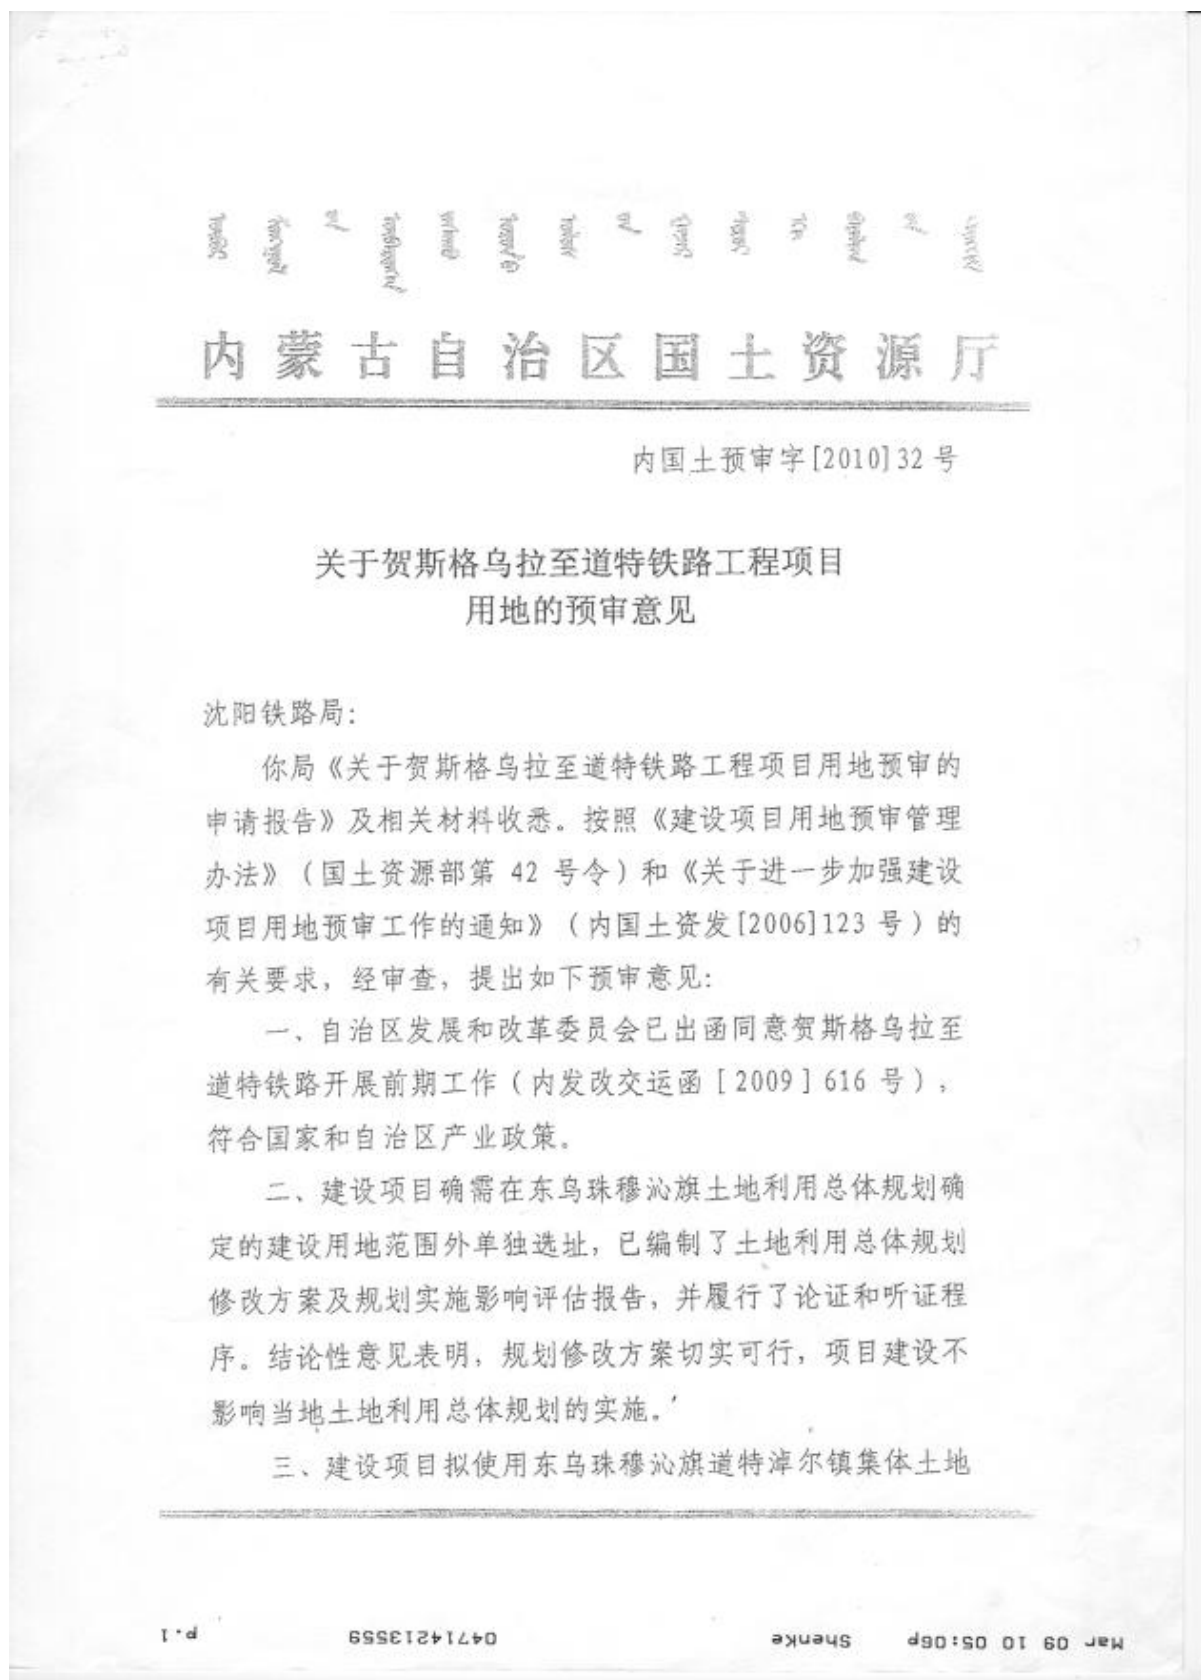 内蒙古自治区国土资源厅
内国土预审字[2010]32 号
关于贺斯格乌拉至道特铁路工程项目
用地的预审意见
沈阳铁路局：
你局《关于贺斯格乌拉至道特铁路工程项目用地预审的
申请报告》及相关材料收悉。按照《建设项目用地预审管理
办法》（国土资源部第 42 号令）和《关于进一步加强建设
项目用地预审工作的通知》（内国土资发[2006]123 号）的
有关要求，经审查，提出如下预审意见：
一、自治区发展和改革委员会已出函同意贺斯格乌拉至
道特铁路开展前期工作（内发改交运函［2009］616 号），
符合国家和自治区产业政策。
二、建设项目确需在东乌珠穆沁旗土地利用总体规划确
定的建设用地范围外单独选址，已编制了土地利用总体规划
修改方案及规划实施影响评估报告，并履行了论证和听证程
序。结论性意见表明，规划修改方案切实可行，项目建设不
影响当地土地利用总体规划的实施。
三、建设项目拟使用东乌珠穆沁旗道特淖尔镇集体土地
Mar 09 10 05:06p Shenke 04714213559 p.1